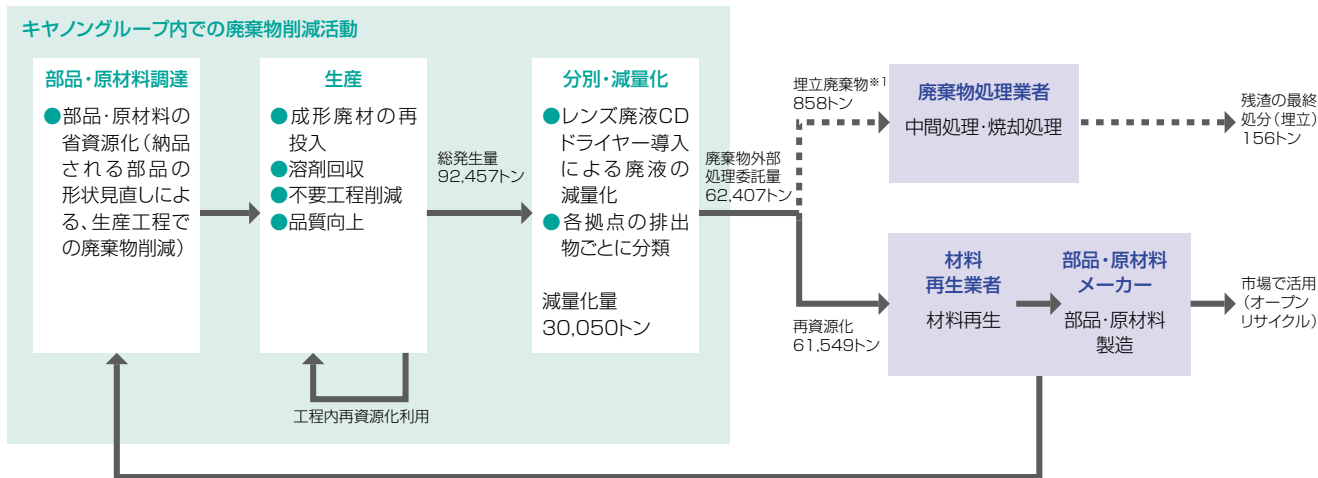 キヤノングループ内での廃棄物削減活動
部品・原材料調達
●部品・原材料の
省資源化（納品
される部品の
形状見直しによ
る、生産工程で
の廃棄物削減）
生産
●成形廃材の再
投入
●溶剤回収
●不要工程削減
●品質向上
工程内再資源化利用
総発生量
92,457トン
分別・減量化
●レンズ廃液CD
ドライヤー導入
による廃液の
減量化
●各拠点の排出
物ごとに分類
減量化量
30,050トン
廃棄物外部
処理委託量
62,407トン
埋立廃棄物※1
858トン
廃棄物処理業者
中間処理・焼却処理
残渣の最終
処分（埋立）
156トン
再資源化
61,549トン
材料
再生業者
材料再生
部品・原材料
メーカー
部品・原材料
製造
市場で活用
（オープン
リサイクル）